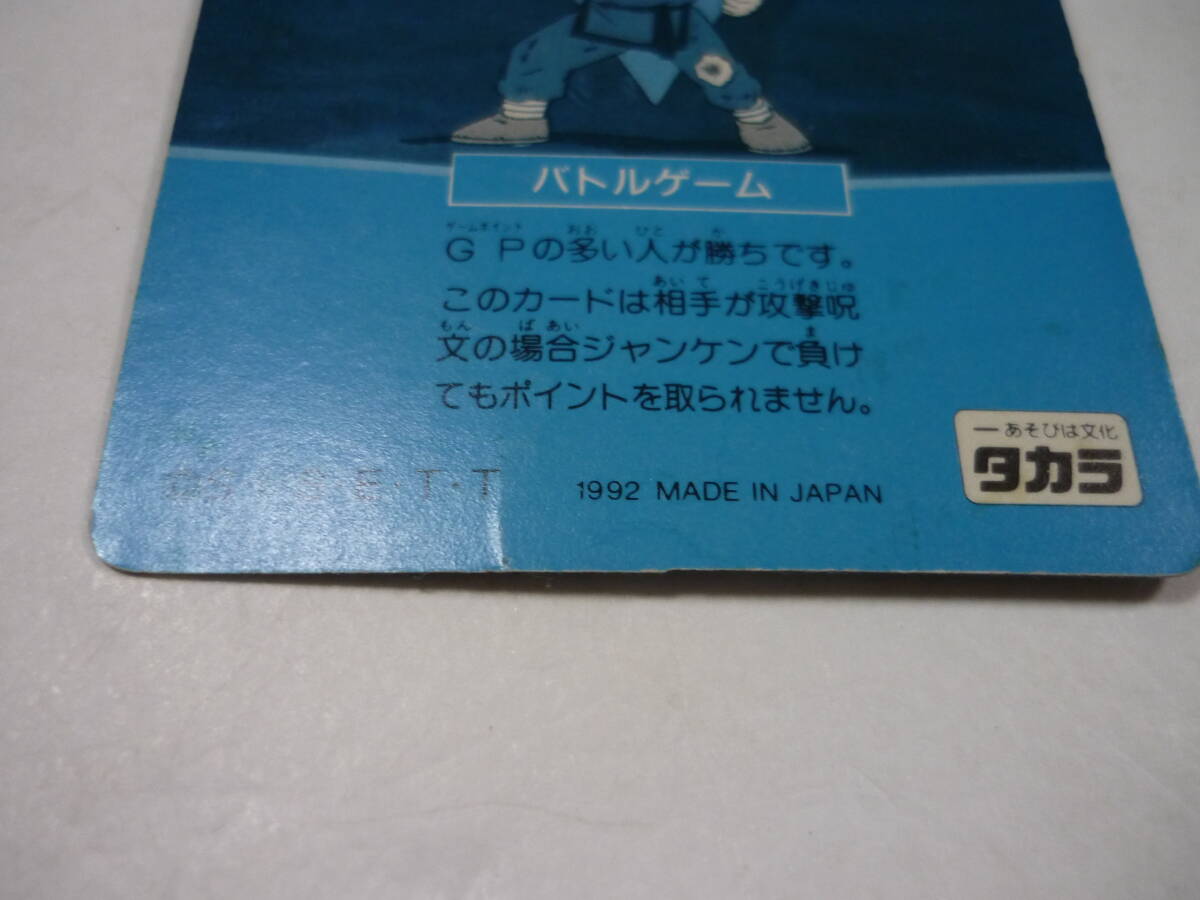 バトルゲーム
ゲームポイント おお ひと か
GPの多い人が勝ちです。
あいて こうげきじゅ
このカードは相手が攻撃呪
もん ばあい ま
文の場合ジャンケンで負け
てもポイントを取られません。
S・E・T・T
1992 MADE IN JAPAN
ーあそびは文化
タカラ